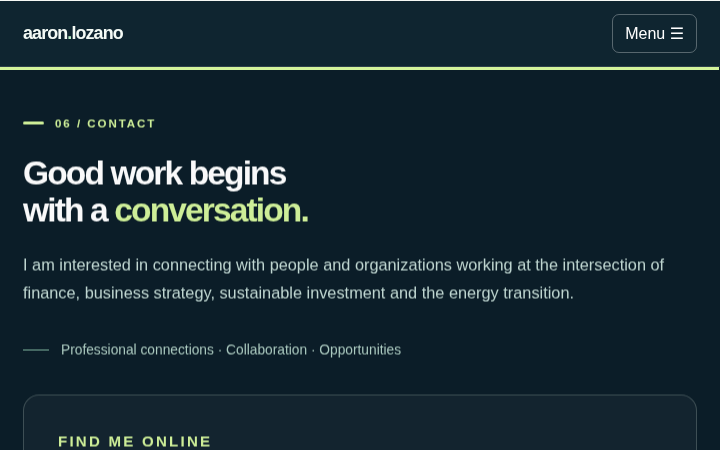 aaron.lozano
Menu ☰
06 / CONTACT
Good work begins
with a conversation.
I am interested in connecting with people and organizations working at the intersection of
finance, business strategy, sustainable investment and the energy transition.
Professional connections · Collaboration · Opportunities
FIND ME ONLINE